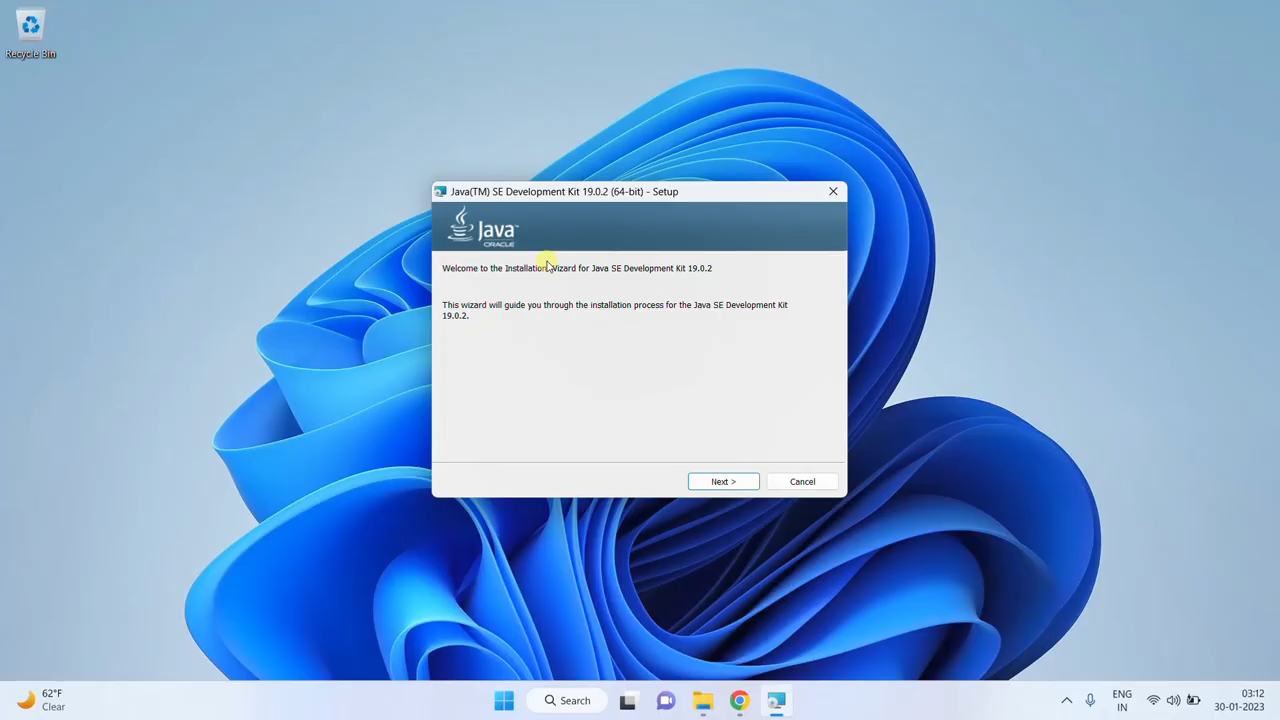 Recycle Bin
Java(TM) SE Development Kit 19.0.2 (64-bit) - Setup
Java™
ORACLE
Welcome to the Installation Wizard for Java SE Development Kit 19.0.2
This wizard will guide you through the installation process for the Java SE Development Kit
19.0.2.
Next >
Cancel
62°F
Clear
Search
ENG
IN
03:12
30-01-2023